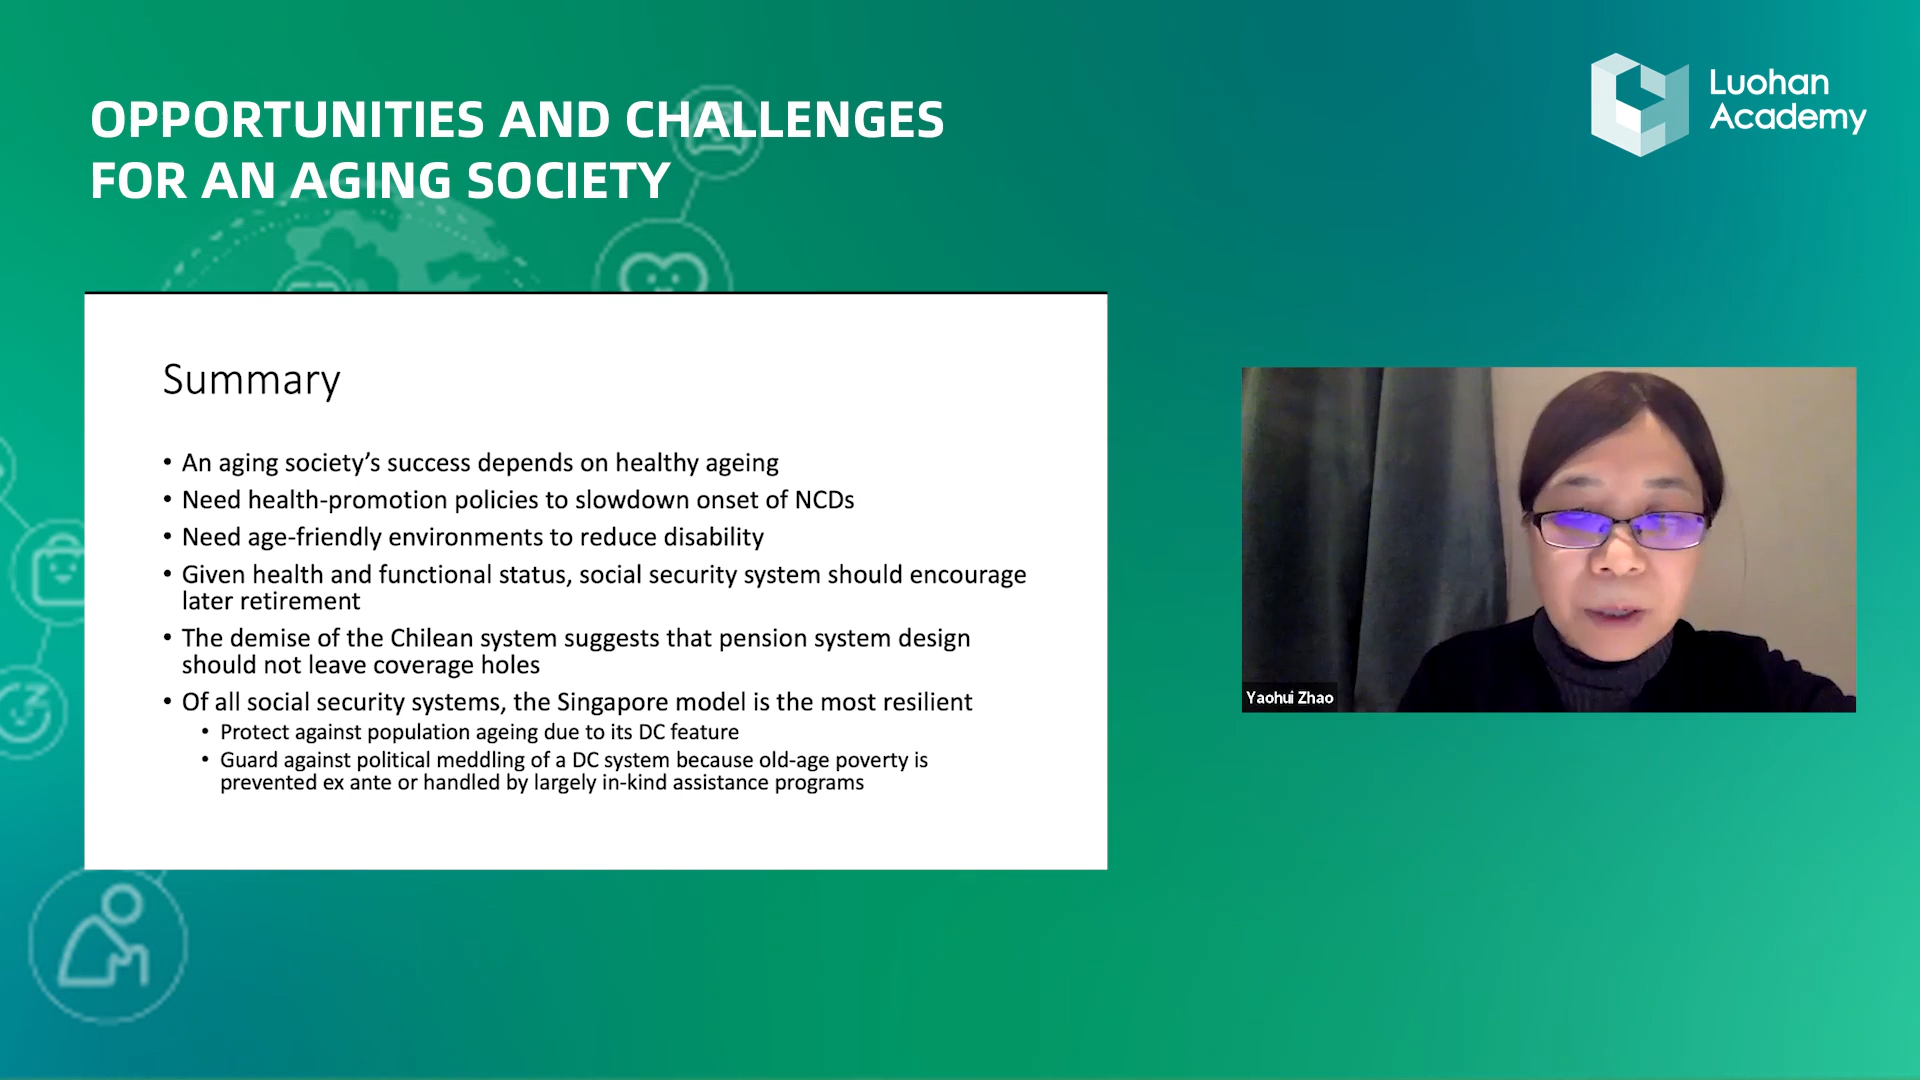 OPPORTUNITIES AND CHALLENGES
FOR AN AGING SOCIETY
Luohan
Academy
Summary
• An aging society's success depends on healthy ageing
• Need health-promotion policies to slowdown onset of NCDs
• Need age-friendly environments to reduce disability
• Given health and functional status, social security system should encourage
later retirement
• The demise of the Chilean system suggests that pension system design
should not leave coverage holes
• Of all social security systems, the Singapore model is the most resilient
• Protect against population ageing due to its DC feature
• Guard against political meddling of a DC system because old-age poverty is
prevented ex ante or handled by largely in-kind assistance programs
Yaohui Zhao